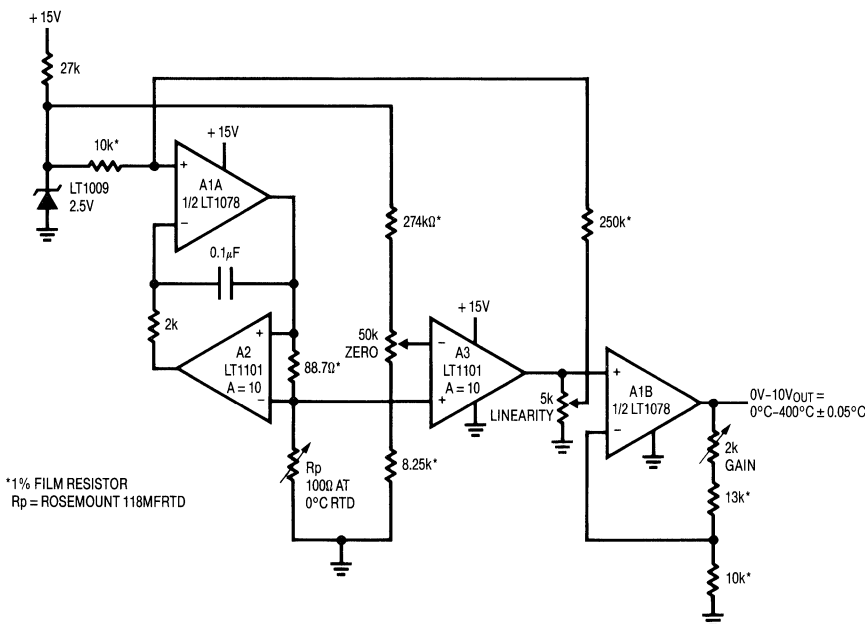 + 15V
27k
10k*
+ 15V
LT1009
2.5V
+
A1A
1/2 LT1078
−
274kΩ*
250k*
0.1µF
2k
+
A2
LT1101
A = 10
−
88.7Ω*
50k
ZERO
+ 15V
−
A3
LT1101
A = 10
+
5k
LINEARITY
+
A1B
1/2 LT1078
−
0V–10VOUT =
0°C–400°C ± 0.05°C
2k
GAIN
13k*
10k*
Rp
100Ω AT
0°C RTD
8.25k*
*1% FILM RESISTOR
Rp = ROSEMOUNT 118MFRTD